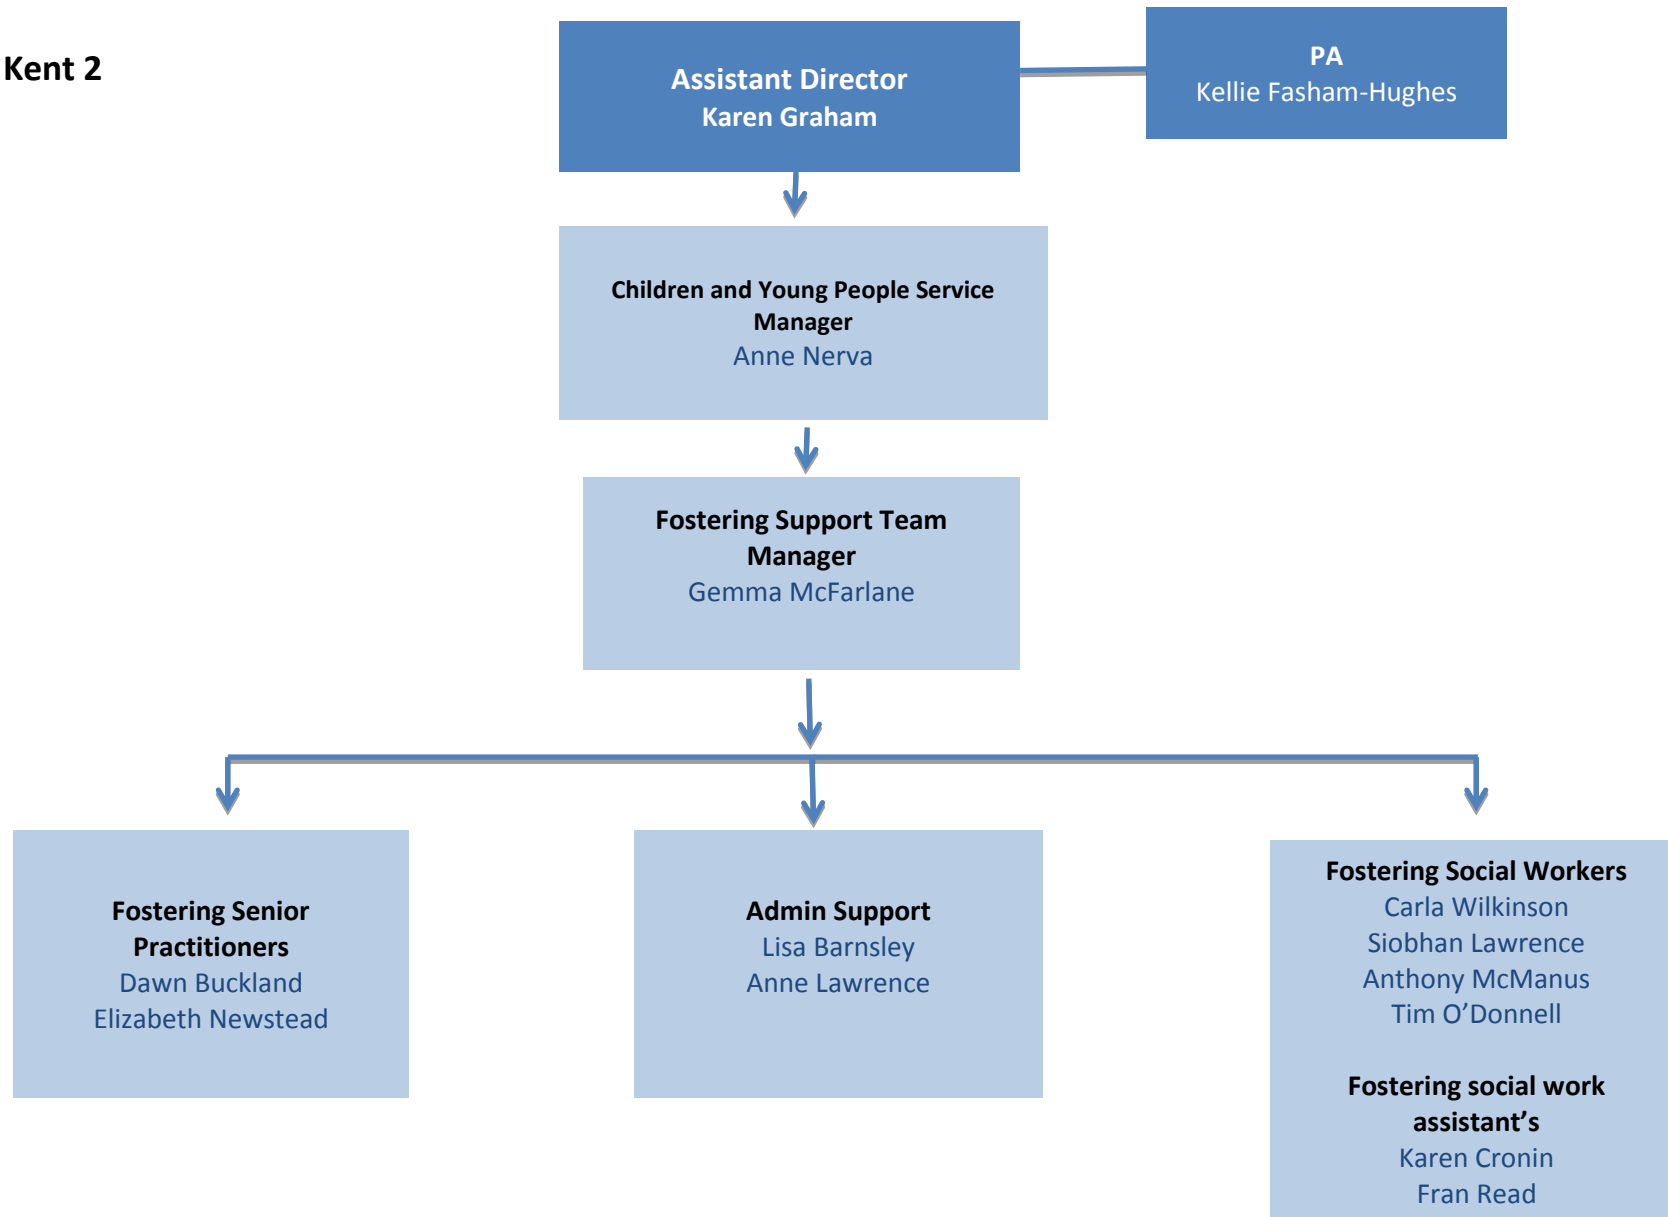 Kent 2
Assistant Director
Karen Graham
PA
Kellie Fasham-Hughes
Children and Young People Service
Manager
Anne Nerva
Fostering Support Team
Manager
Gemma McFarlane
Fostering Senior
Practitioners
Dawn Buckland
Elizabeth Newstead
Admin Support
Lisa Barnsley
Anne Lawrence
Fostering Social Workers
Carla Wilkinson
Siobhan Lawrence
Anthony McManus
Tim O’Donnell
Fostering social work
assistant’s
Karen Cronin
Fran Read